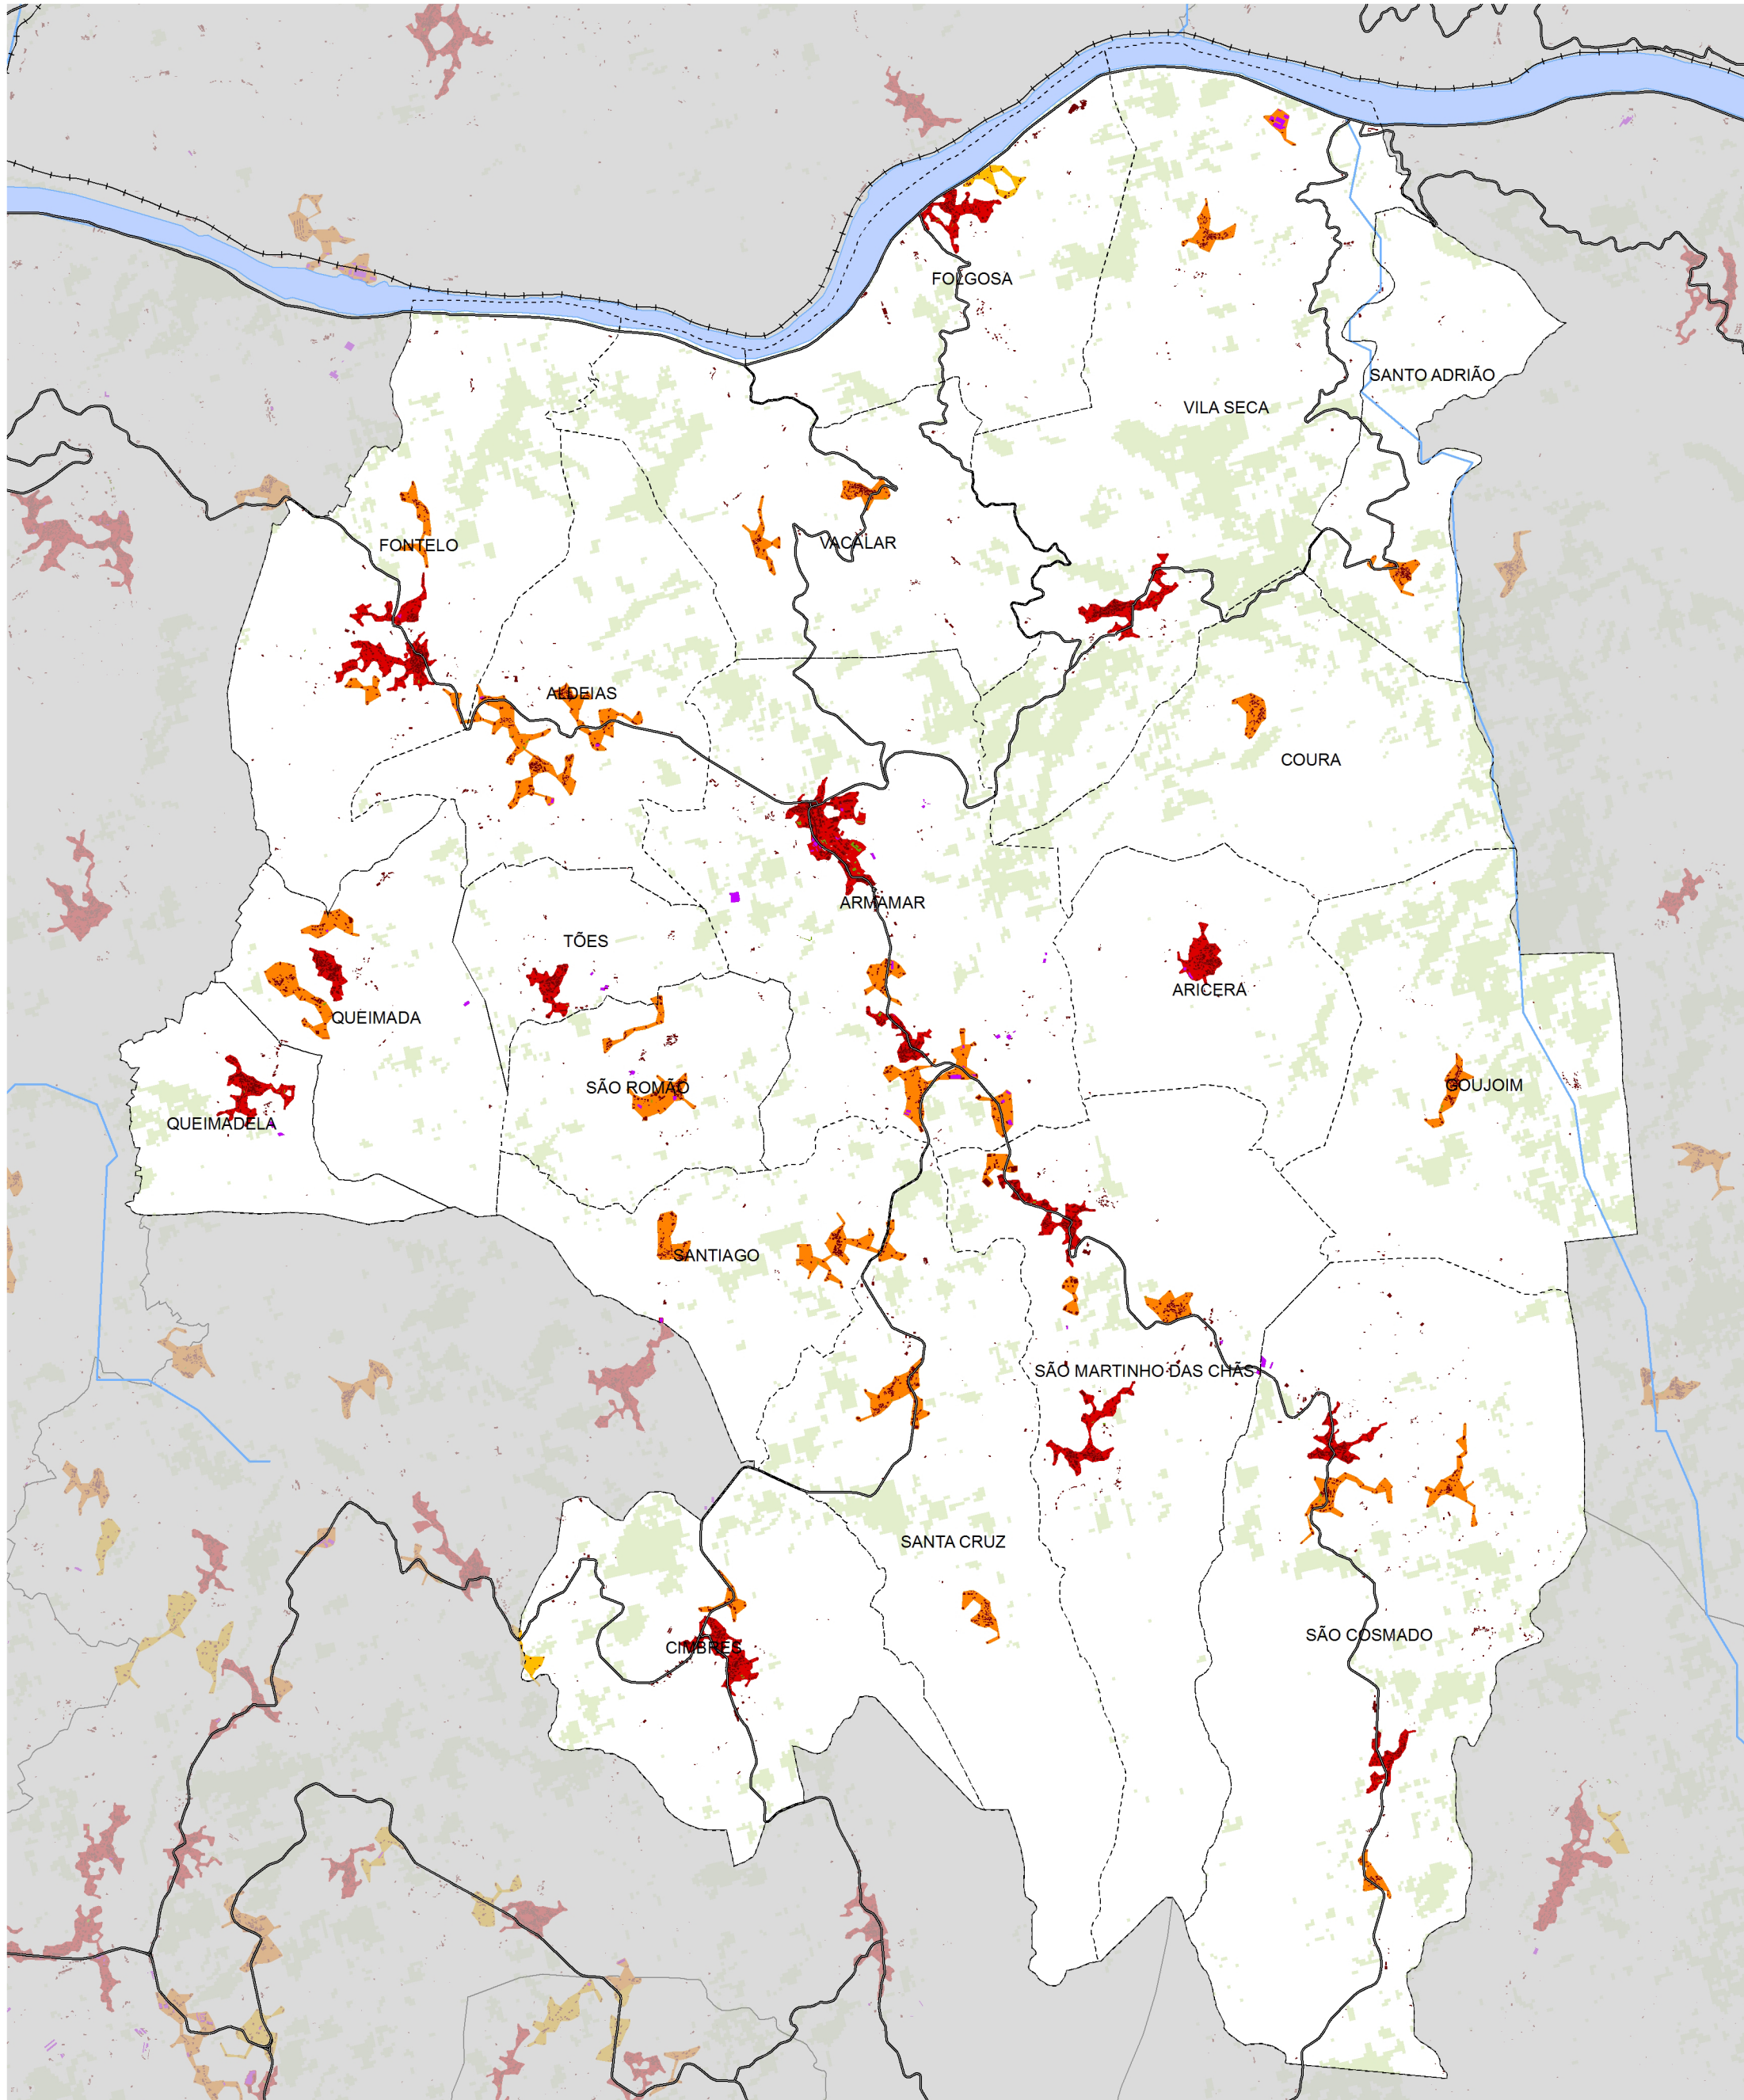 FOLGOSA
SANTO ADRIÃO
VILA SECA
FONTELO
VACALAR
ALDEIAS
COURA
ARMAMAR
TÕES
ARICERA
QUEIMADA
GOUJOIM
SÃO ROMÃO
QUEIMADELA
SANTIAGO
SÃO MARTINHO DAS CHÃS
SANTA CRUZ
SÃO COSMADO
CIMBRES